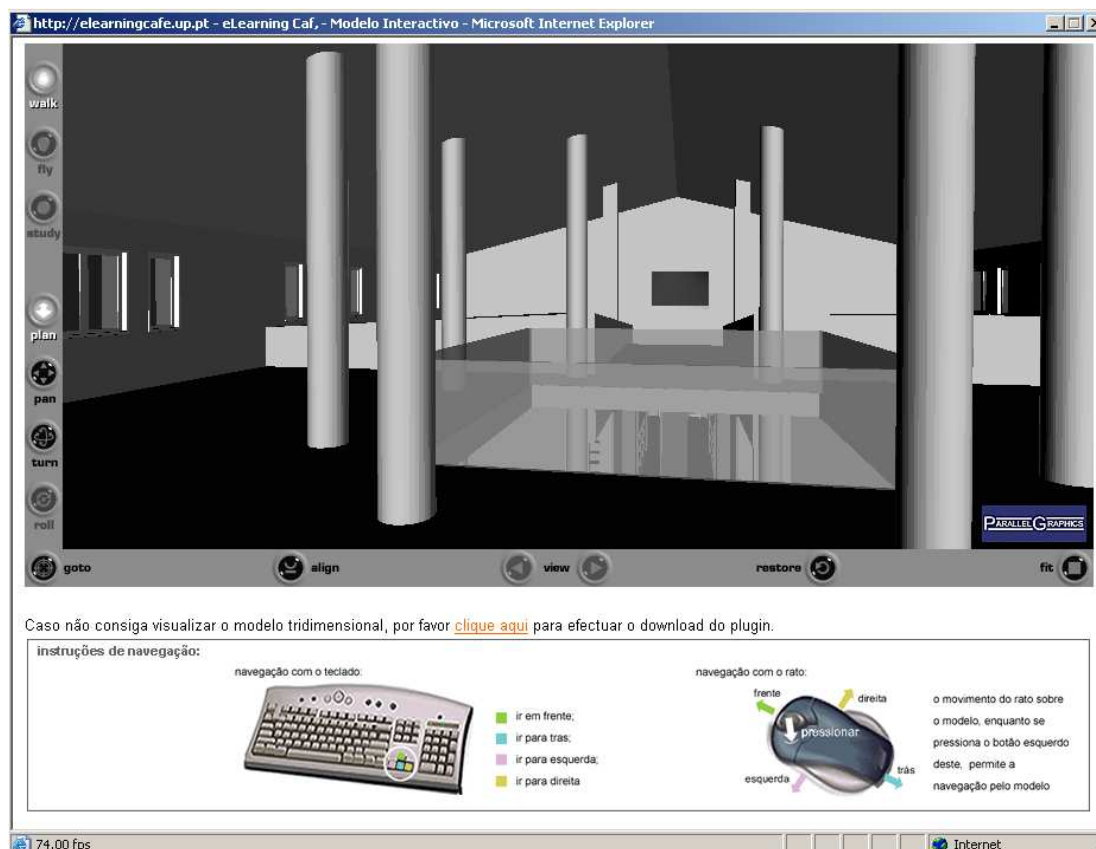 http://elearningcafe.up.pt - eLearning Caf, - Modelo Interactivo - Microsoft Internet Explorer
walk
fly
study
plan
pan
turn
roll
PARALLELGRAPHICS
goto
align
view
restore
fit
Caso não consiga visualizar o modelo tridimensional, por favor clique aqui para efectuar o download do plugin.
instruções de navegação:
navegação com o teclado:
ir em frente;
ir para tras;
ir para esquerda;
ir para direita
navegação com o rato:
frente
direita
pressionar
esquerda
trás
o movimento do rato sobre
o modelo, enquanto se
pressiona o botão esquerdo
deste, permite a
navegação pelo modelo
74.00 fps
Internet